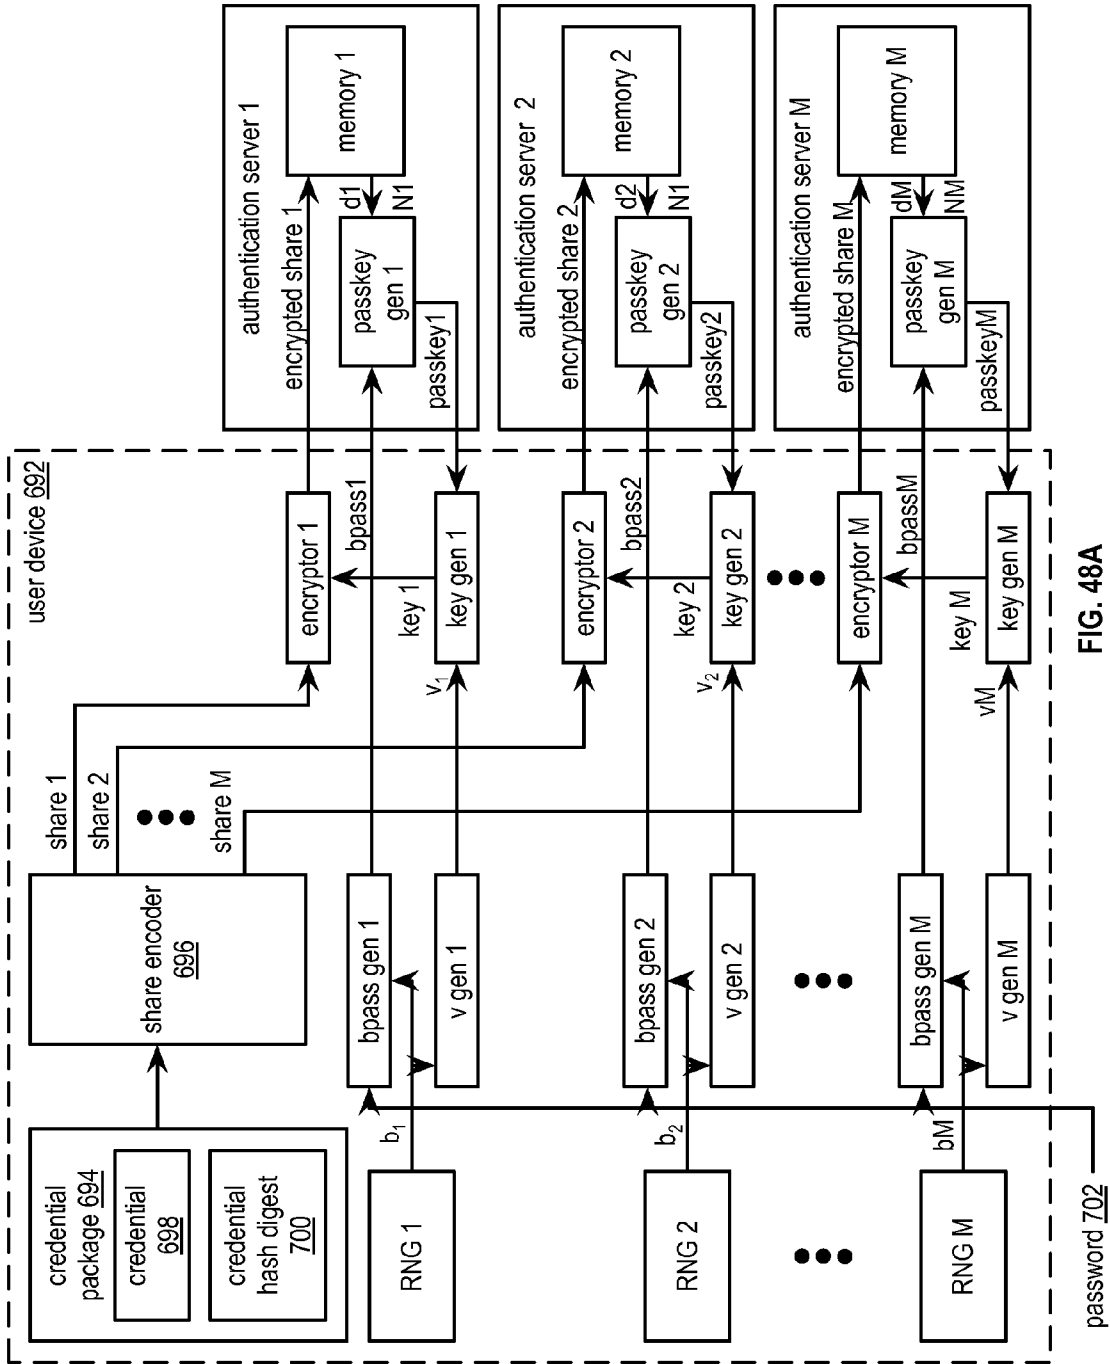 user device 692
credential
package 694
credential
698
credential
hash digest
700
share encoder
696
share 1
share 2
share M
encryptor 1
encrypted share 1
authentication server 1
memory 1
d1
N1
passkey
gen 1
passkey1
bpass1
key 1
key gen 1
v1
bpass gen 1
v gen 1
b1
RNG 1
encryptor 2
encrypted share 2
authentication server 2
memory 2
d2
N1
passkey
gen 2
passkey2
bpass2
key 2
key gen 2
v2
bpass gen 2
v gen 2
b2
RNG 2
encryptor M
encrypted share M
authentication server M
memory M
dM
NM
passkey
gen M
passkeyM
bpassM
key M
key gen M
vM
bpass gen M
v gen M
bM
RNG M
password 702
FIG. 48A